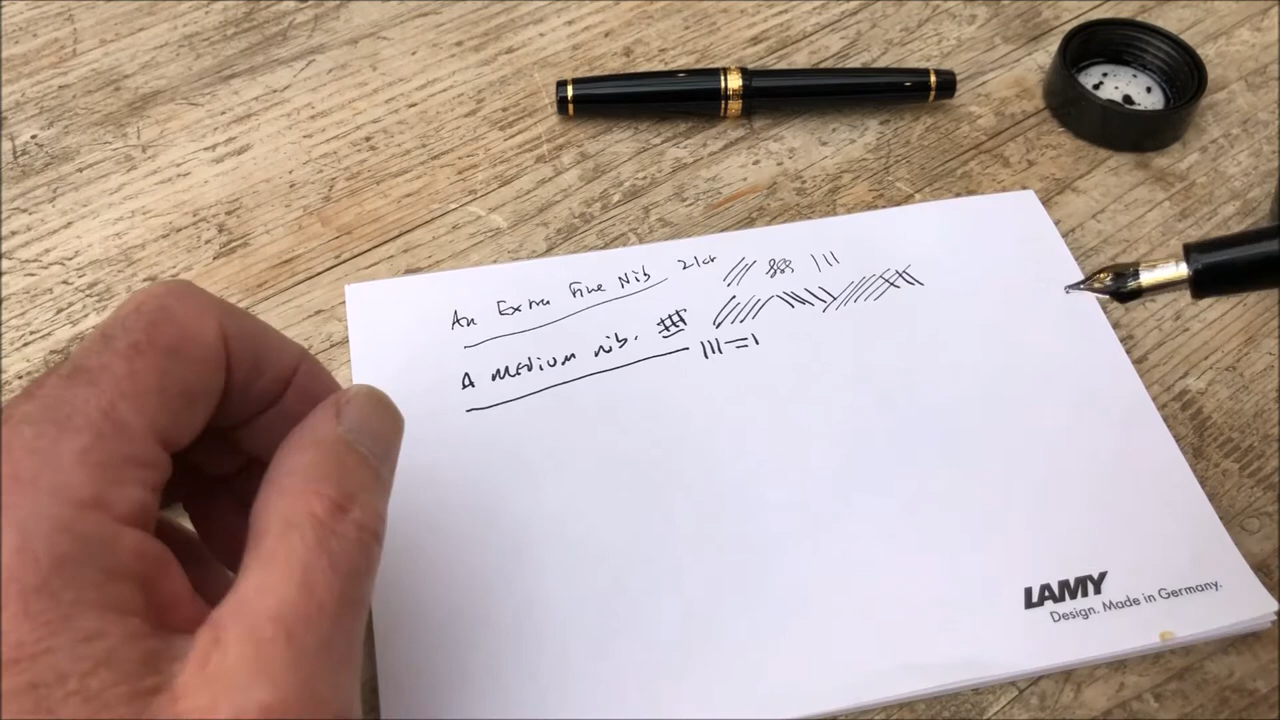 An Extra Fine Nib 21ct
A medium nib.
LAMY
Design. Made in Germany.